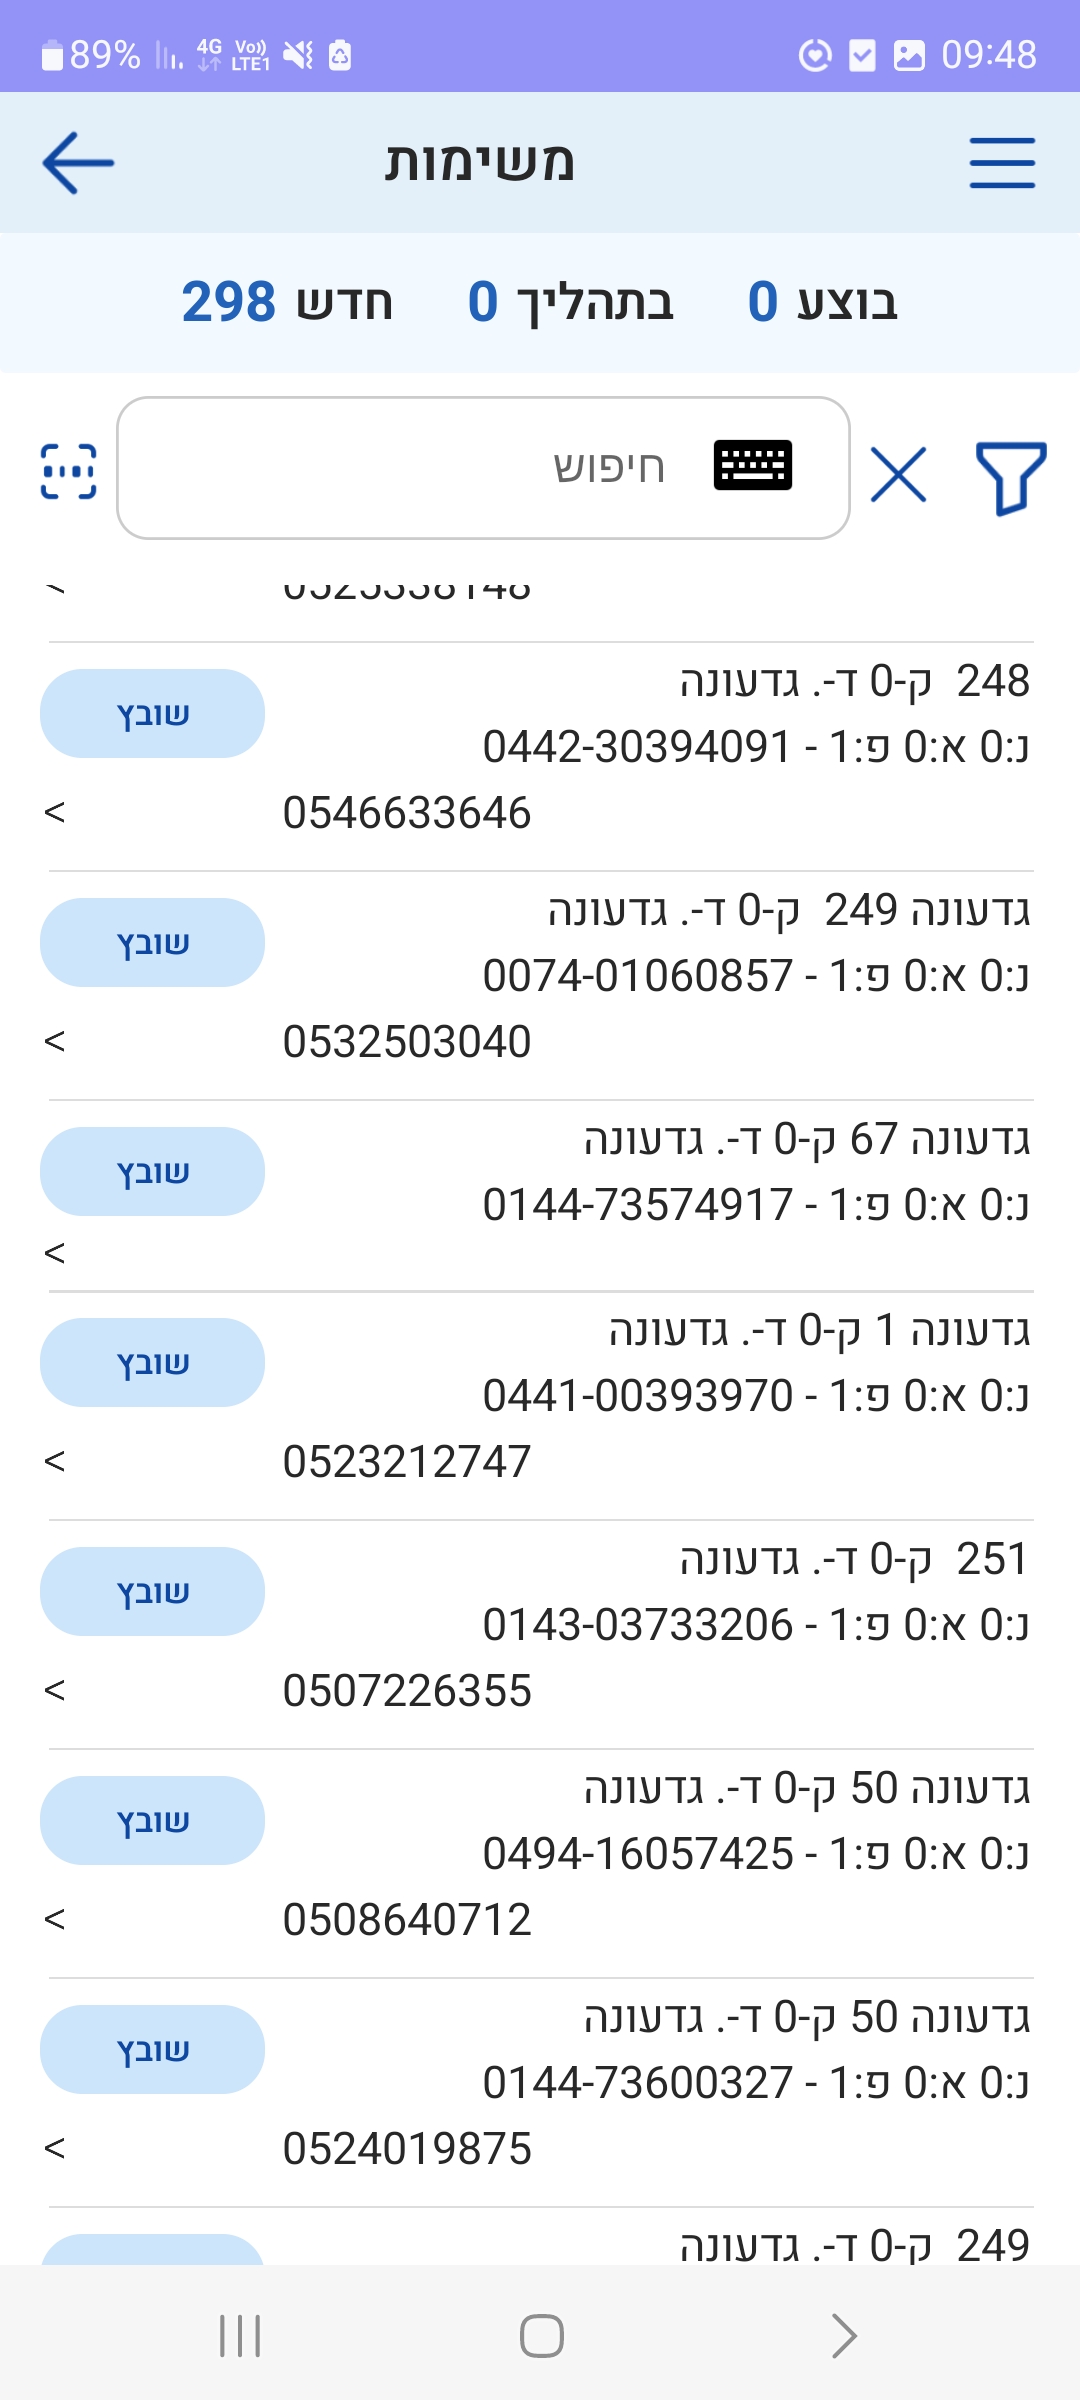 89% 4G Vo)) LTE1 09:48
משימות
בוצע 0 בתהליך 0 חדש 298
חיפוש
<
248 ק-0 ד-. גדעונה
שובץ
נ:0 א:0 פ:1 - 0442-30394091
0546633646
<
גדעונה 249 ק-0 ד-. גדעונה
שובץ
נ:0 א:0 פ:1 - 0074-01060857
0532503040
<
גדעונה 67 ק-0 ד-. גדעונה
שובץ
נ:0 א:0 פ:1 - 0144-73574917
<
גדעונה 1 ק-0 ד-. גדעונה
שובץ
נ:0 א:0 פ:1 - 0441-00393970
0523212747
<
251 ק-0 ד-. גדעונה
שובץ
נ:0 א:0 פ:1 - 0143-03733206
0507226355
<
גדעונה 50 ק-0 ד-. גדעונה
שובץ
נ:0 א:0 פ:1 - 0494-16057425
0508640712
<
גדעונה 50 ק-0 ד-. גדעונה
שובץ
נ:0 א:0 פ:1 - 0144-73600327
0524019875
<
249 ק-0 ד-. גדעונה